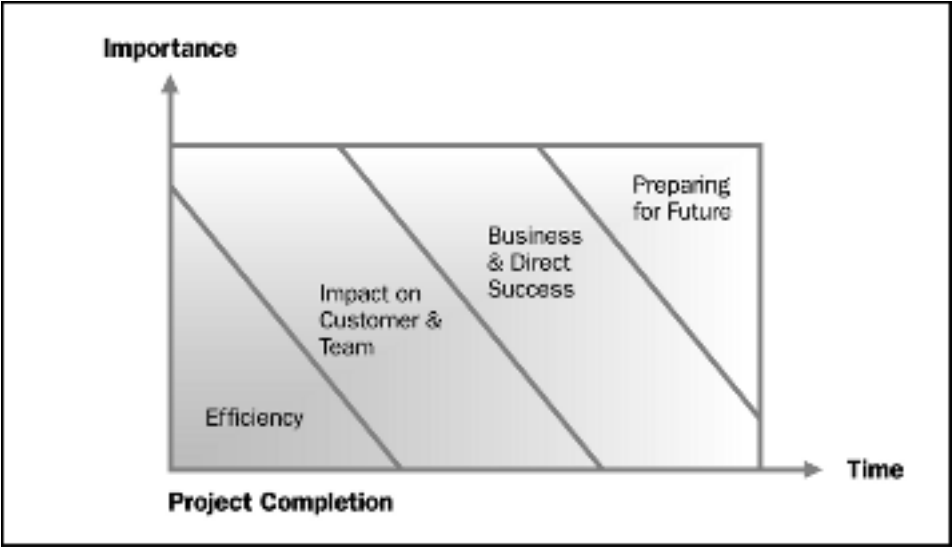 Importance
Preparing
for Future
Business
& Direct
Success
Impact on
Customer &
Team
Efficiency
Time
Project Completion